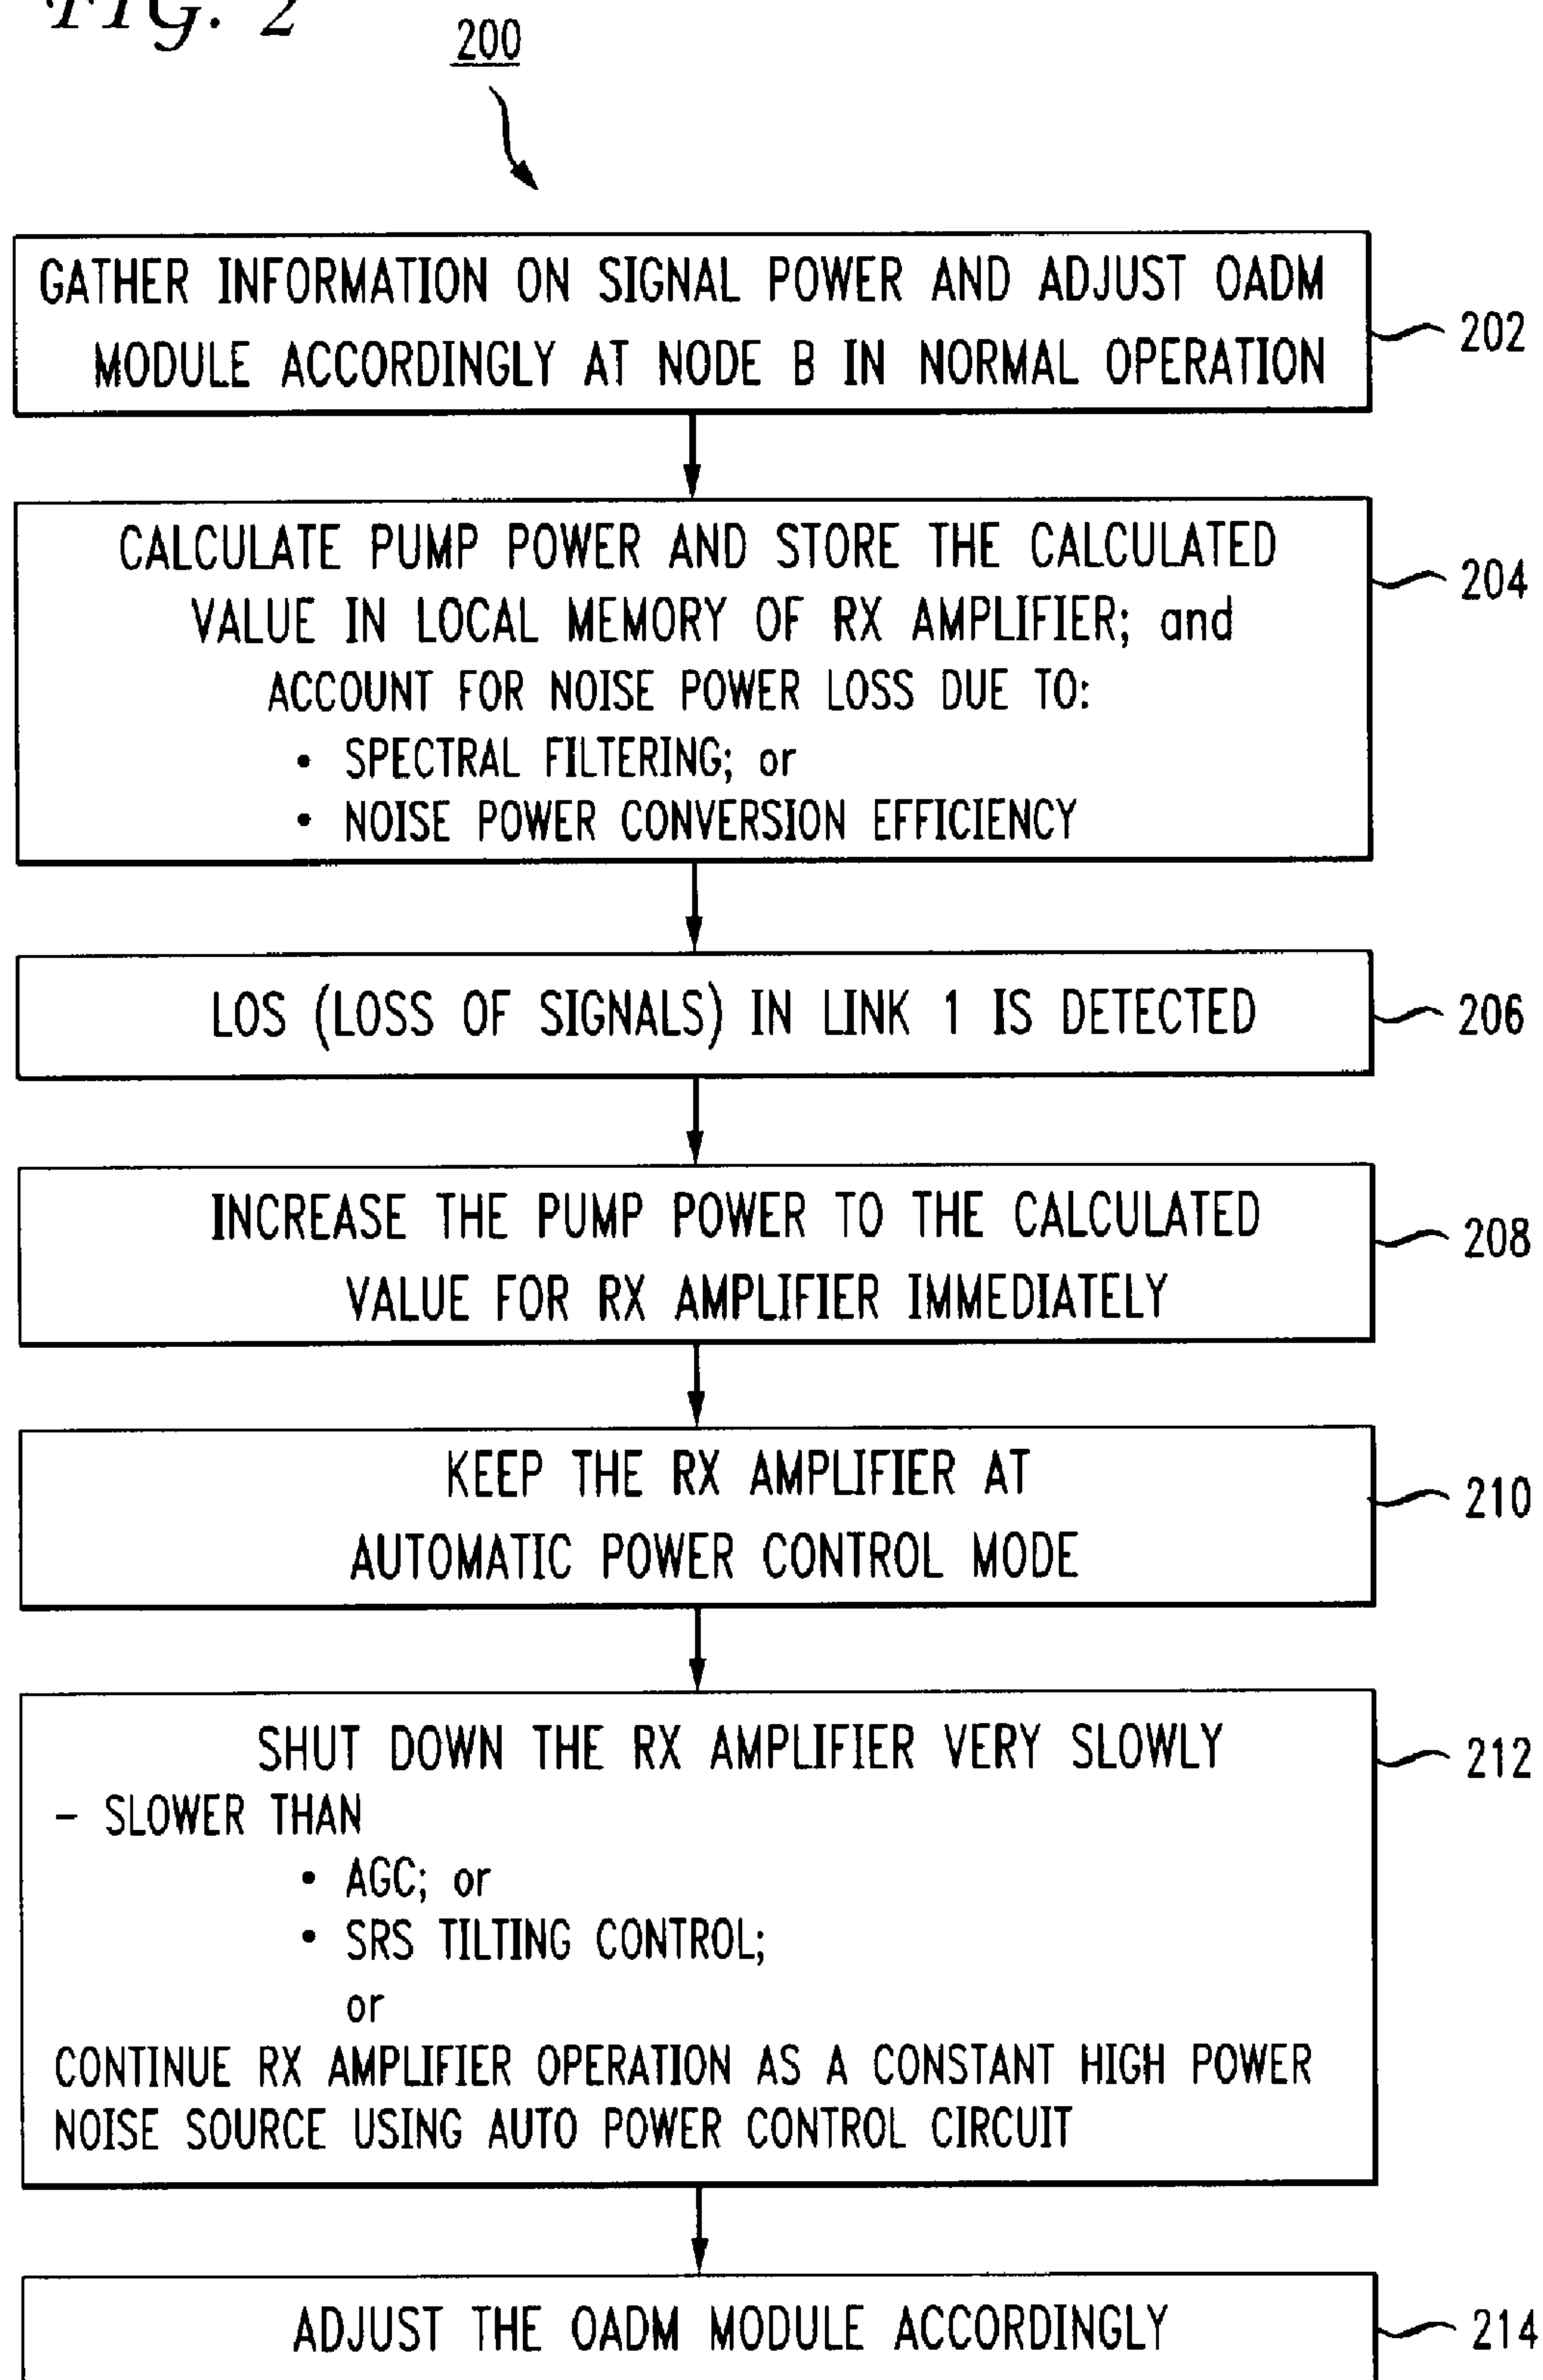 FIG. 2
200
GATHER INFORMATION ON SIGNAL POWER AND ADJUST OADM
MODULE ACCORDINGLY AT NODE B IN NORMAL OPERATION
202
CALCULATE PUMP POWER AND STORE THE CALCULATED
VALUE IN LOCAL MEMORY OF RX AMPLIFIER; and
ACCOUNT FOR NOISE POWER LOSS DUE TO:
• SPECTRAL FILTERING; or
• NOISE POWER CONVERSION EFFICIENCY
204
LOS (LOSS OF SIGNALS) IN LINK 1 IS DETECTED
206
INCREASE THE PUMP POWER TO THE CALCULATED
VALUE FOR RX AMPLIFIER IMMEDIATELY
208
KEEP THE RX AMPLIFIER AT
AUTOMATIC POWER CONTROL MODE
210
SHUT DOWN THE RX AMPLIFIER VERY SLOWLY
- SLOWER THAN
• AGC; or
• SRS TILTING CONTROL;
or
CONTINUE RX AMPLIFIER OPERATION AS A CONSTANT HIGH POWER
NOISE SOURCE USING AUTO POWER CONTROL CIRCUIT
212
ADJUST THE OADM MODULE ACCORDINGLY
214